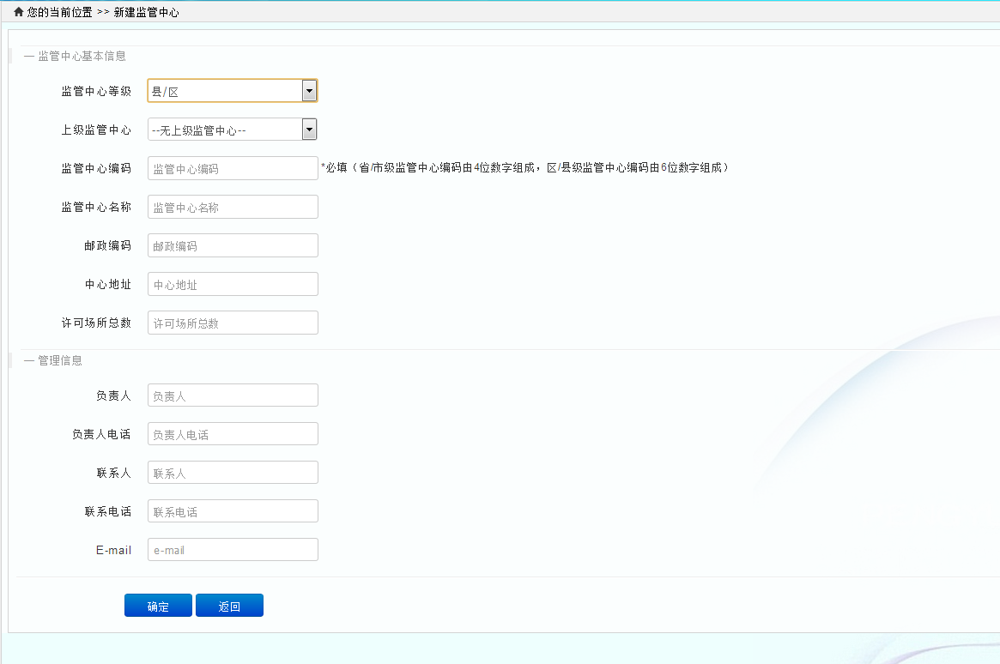 您的当前位置 >> 新建监管中心
— 监管中心基本信息
监管中心等级 县/区
上级监管中心 --无上级监管中心--
监管中心编码 监管中心编码 *必填（省/市级监管中心编码由4位数字组成，区/县级监管中心编码由6位数字组成）
监管中心名称 监管中心名称
邮政编码 邮政编码
中心地址 中心地址
许可场所总数 许可场所总数
— 管理信息
负责人 负责人
负责人电话 负责人电话
联系人 联系人
联系电话 联系电话
E-mail e-mail
确定 返回